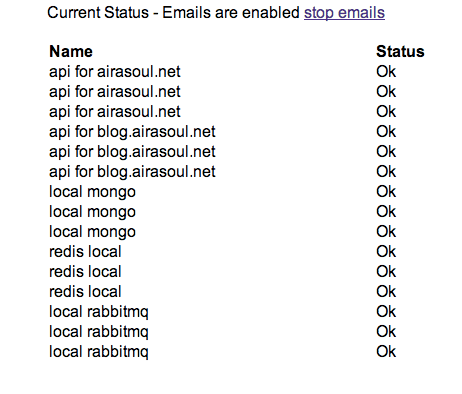 Current Status - Emails are enabled stop emails
Name Status
api for airasoul.net Ok
api for airasoul.net Ok
api for airasoul.net Ok
api for blog.airasoul.net Ok
api for blog.airasoul.net Ok
api for blog.airasoul.net Ok
local mongo Ok
local mongo Ok
local mongo Ok
redis local Ok
redis local Ok
redis local Ok
local rabbitmq Ok
local rabbitmq Ok
local rabbitmq Ok